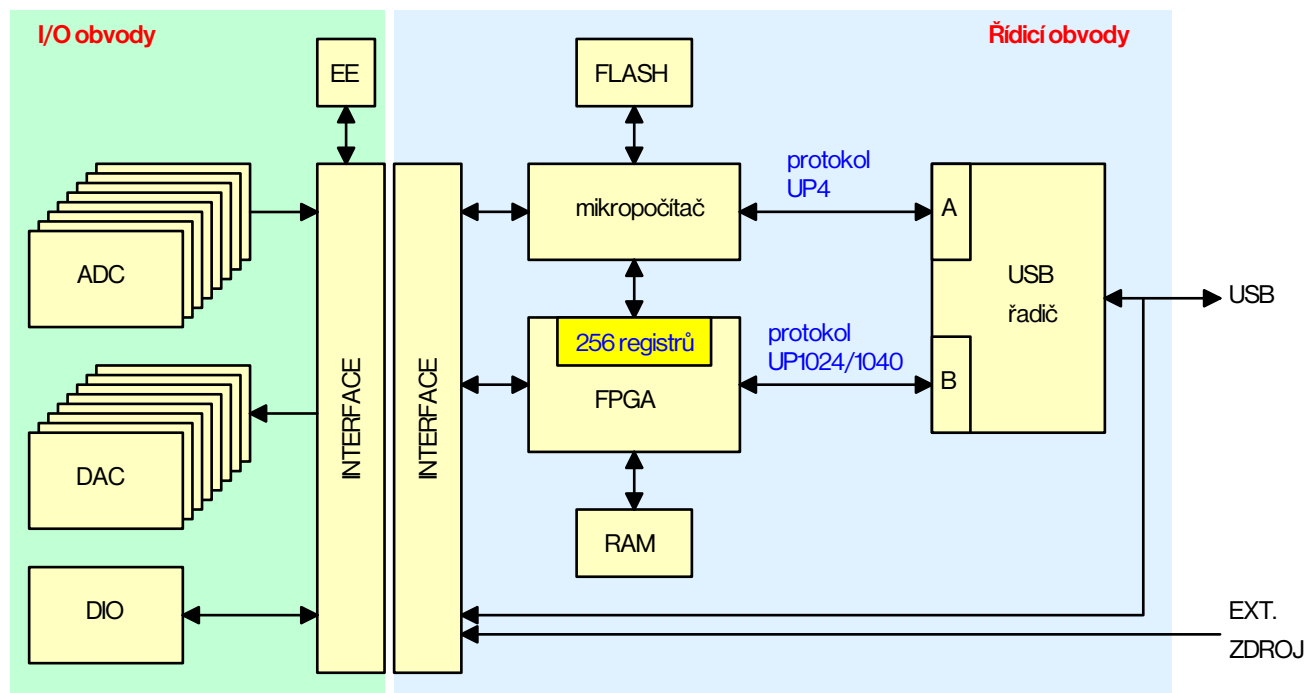 I/O obvody
Řídicí obvody
EE
FLASH
ADC
mikropočítač
protokol
UP4
A
USB
řadič
USB
256 registrů
FPGA
protokol
UP1024/1040
B
INTERFACE
INTERFACE
DAC
RAM
DIO
EXT.
ZDROJ